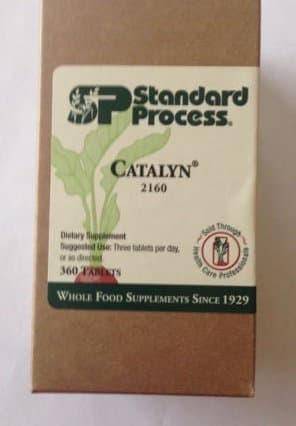 SP Standard
Process®
CATALYN®
2160
Dietary Supplement
Suggested Use: Three tablets per day,
or as directed.
360 TABLETS
Sold Through
Health Care Professionals
WHOLE FOOD SUPPLEMENTS SINCE 1929